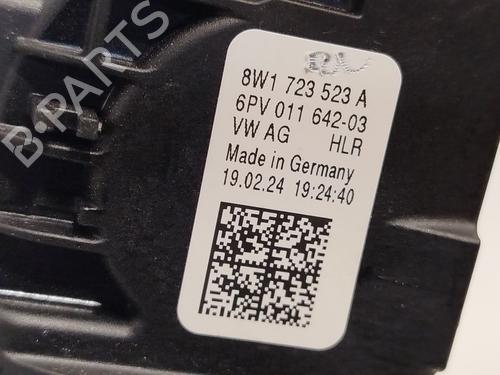 B-PARTS
8W1 723 523 A
6PV 011 642-03
VW AG HLR
Made in Germany
19.02.24 19:24:40